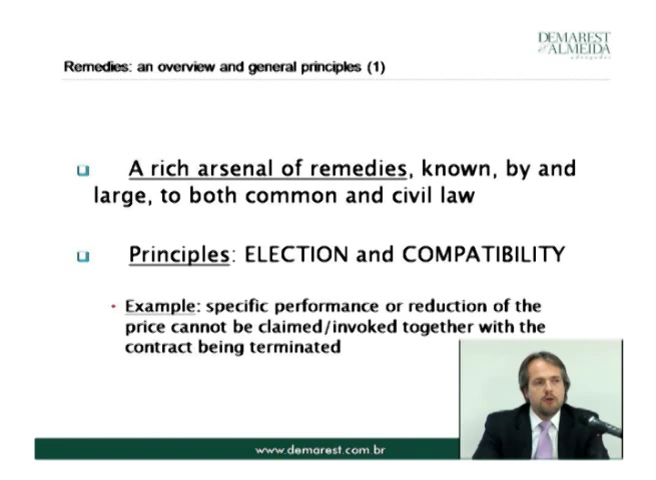 DEMAREST
& ALMEIDA
advogados
Remedies: an overview and general principles (1)
A rich arsenal of remedies, known, by and
large, to both common and civil law
Principles: ELECTION and COMPATIBILITY
Example: specific performance or reduction of the
price cannot be claimed/invoked together with the
contract being terminated
www.demarest.com.br